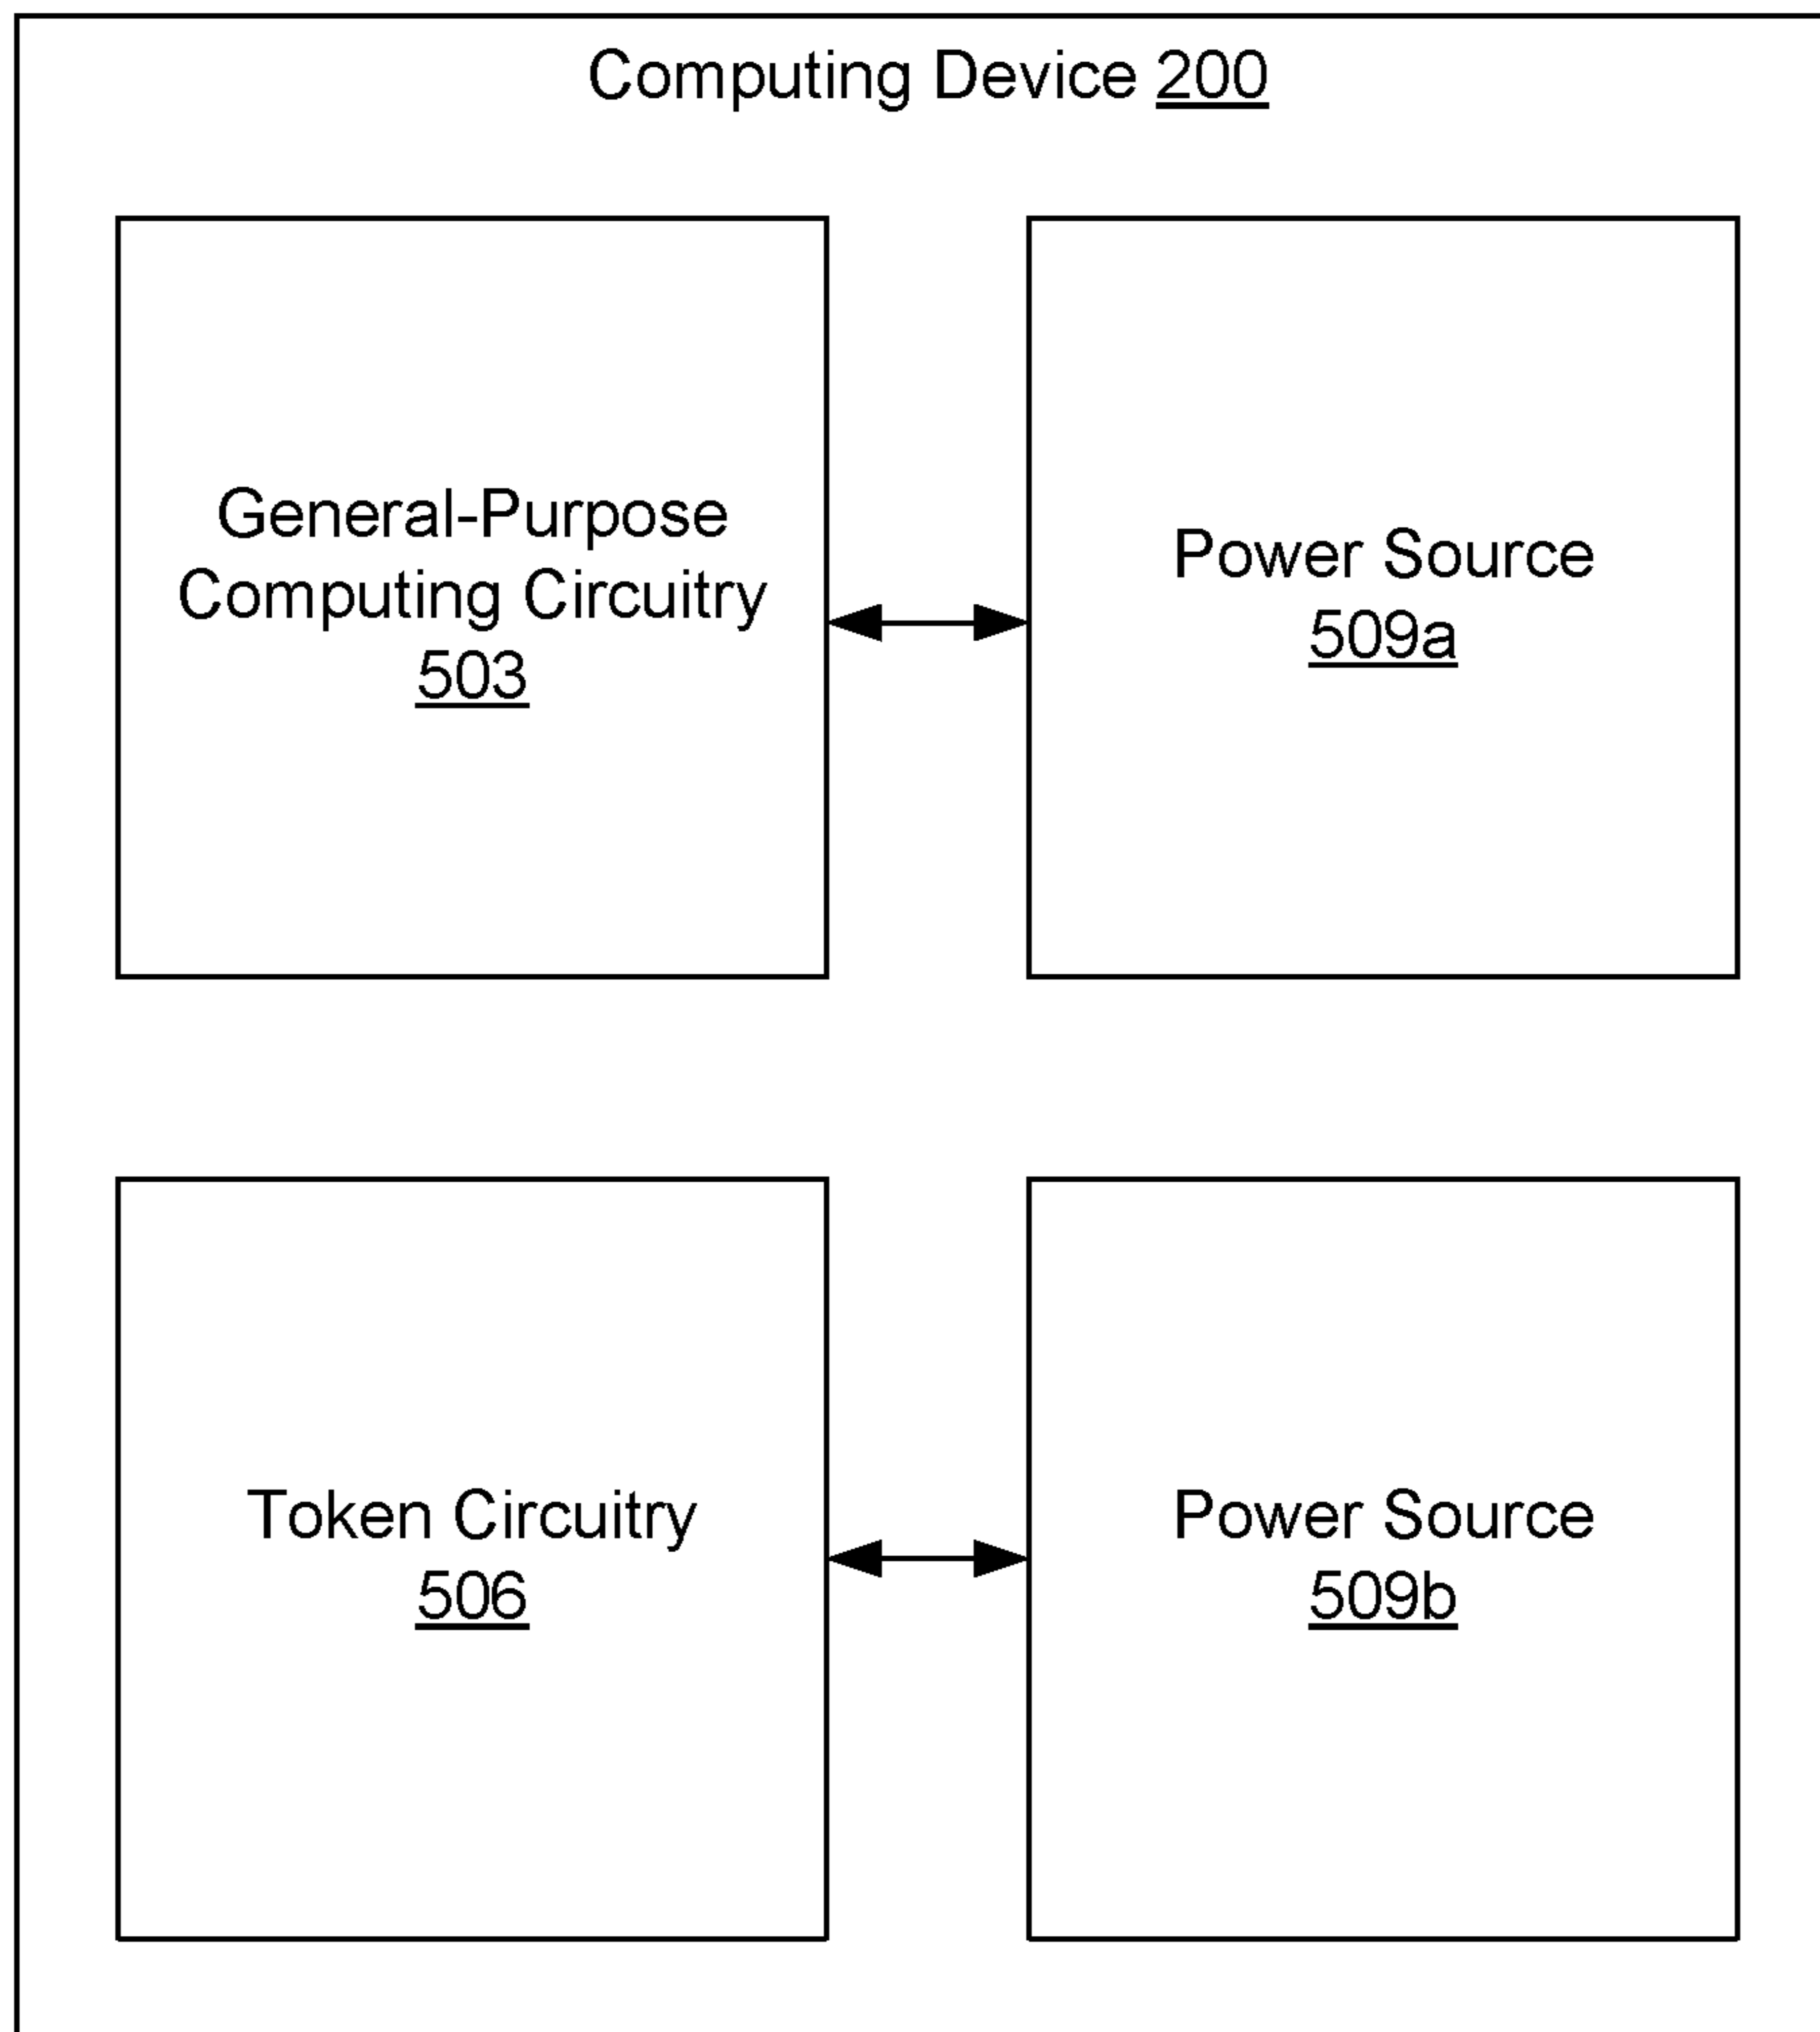 Computing Device 200
General-Purpose
Computing Circuitry
503
Power Source
509a
Token Circuitry
506
Power Source
509b